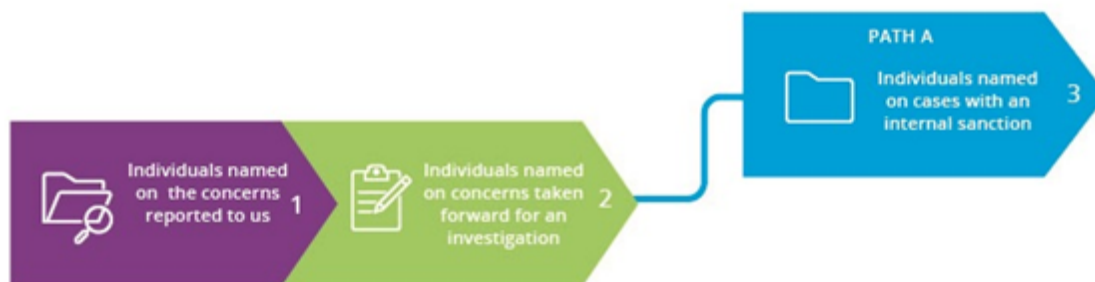 Individuals named
on the concerns
reported to us
1
Individuals named
on concerns taken
forward for an
investigation
2
PATH A
Individuals named
on cases with an
internal sanction
3